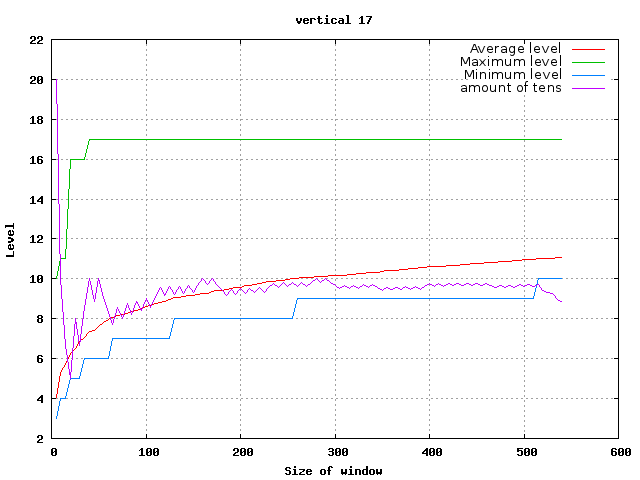 vertical 17
22
20
18
16
14
12
10
8
6
4
2
Level
Average level
Maximum level
Minimum level
amount of tens
0 100 200 300 400 500 600
Size of window